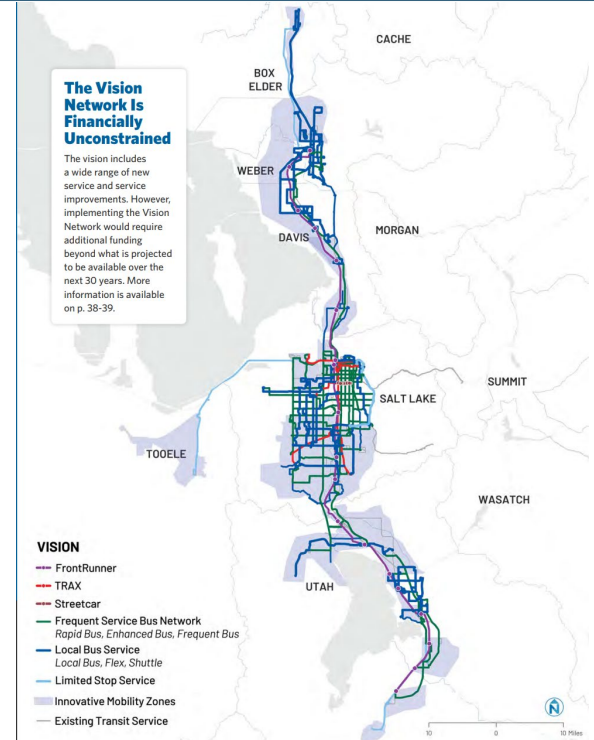 The Vision
Network Is
Financially
Unconstrained
The vision includes
a wide range of new
service and service
improvements. However,
implementing the Vision
Network would require
additional funding
beyond what is projected
to be available over the
next 30 years. More
information is available
on p. 38-39.
CACHE
BOX
ELDER
WEBER
DAVIS
MORGAN
SUMMIT
SALT LAKE
TOOELE
WASATCH
UTAH
VISION
FrontRunner
TRAX
Streetcar
Frequent Service Bus Network
Rapid Bus, Enhanced Bus, Frequent Bus
Local Bus Service
Local Bus, Flex, Shuttle
Limited Stop Service
Innovative Mobility Zones
Existing Transit Service
N
10 0 10 Miles